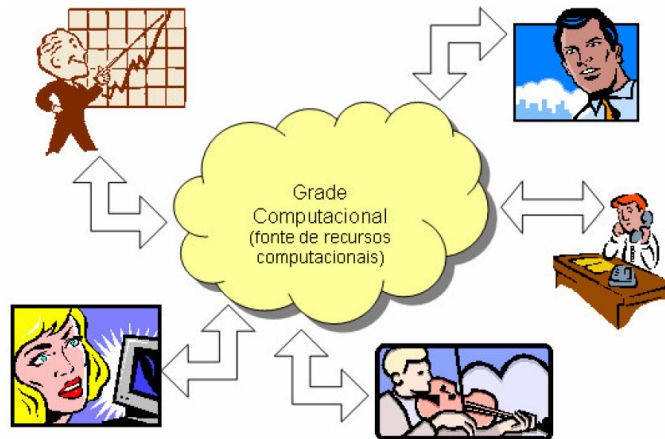 Grade
Computacional
(fonte de recursos
computacionais)